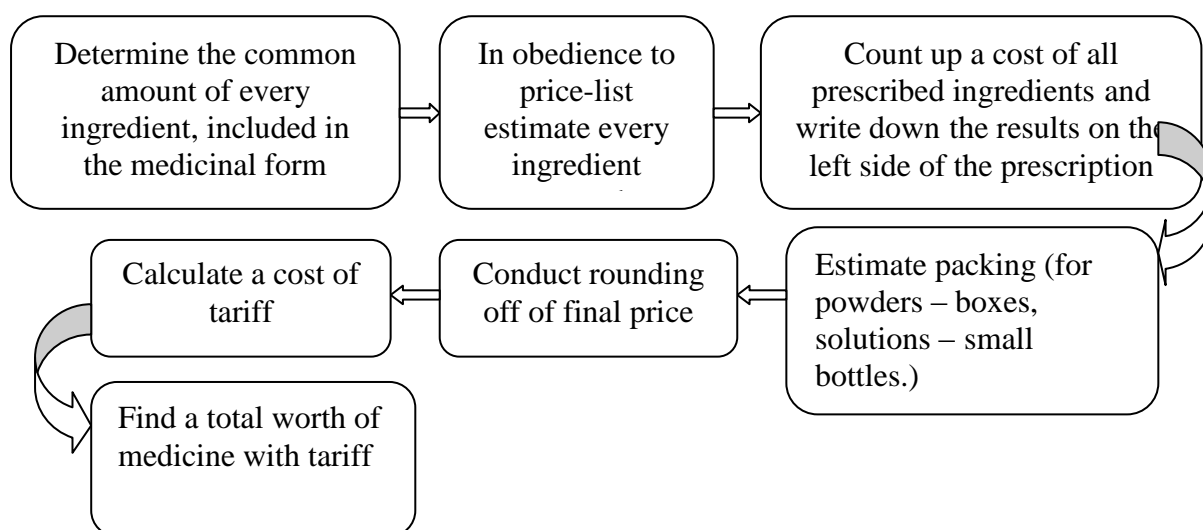 Determine the common
amount of every
ingredient, included in
the medicinal form
In obedience to
price-list
estimate every
ingredient
Count up a cost of all
prescribed ingredients and
write down the results on the
left side of the prescription
Estimate packing (for
powders – boxes,
solutions – small
bottles.)
Conduct rounding
off of final price
Calculate a cost of
tariff
Find a total worth of
medicine with tariff